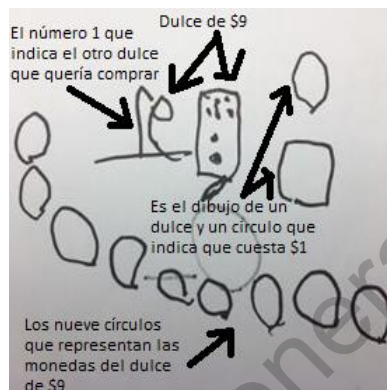 Dulce de $9
El número 1 que
indica el otro dulce
que quería comprar
Es el dibujo de un
dulce y un circulo que
indica que cuesta $1
Los nueve círculos
que representan las
monedas del dulce
de $9